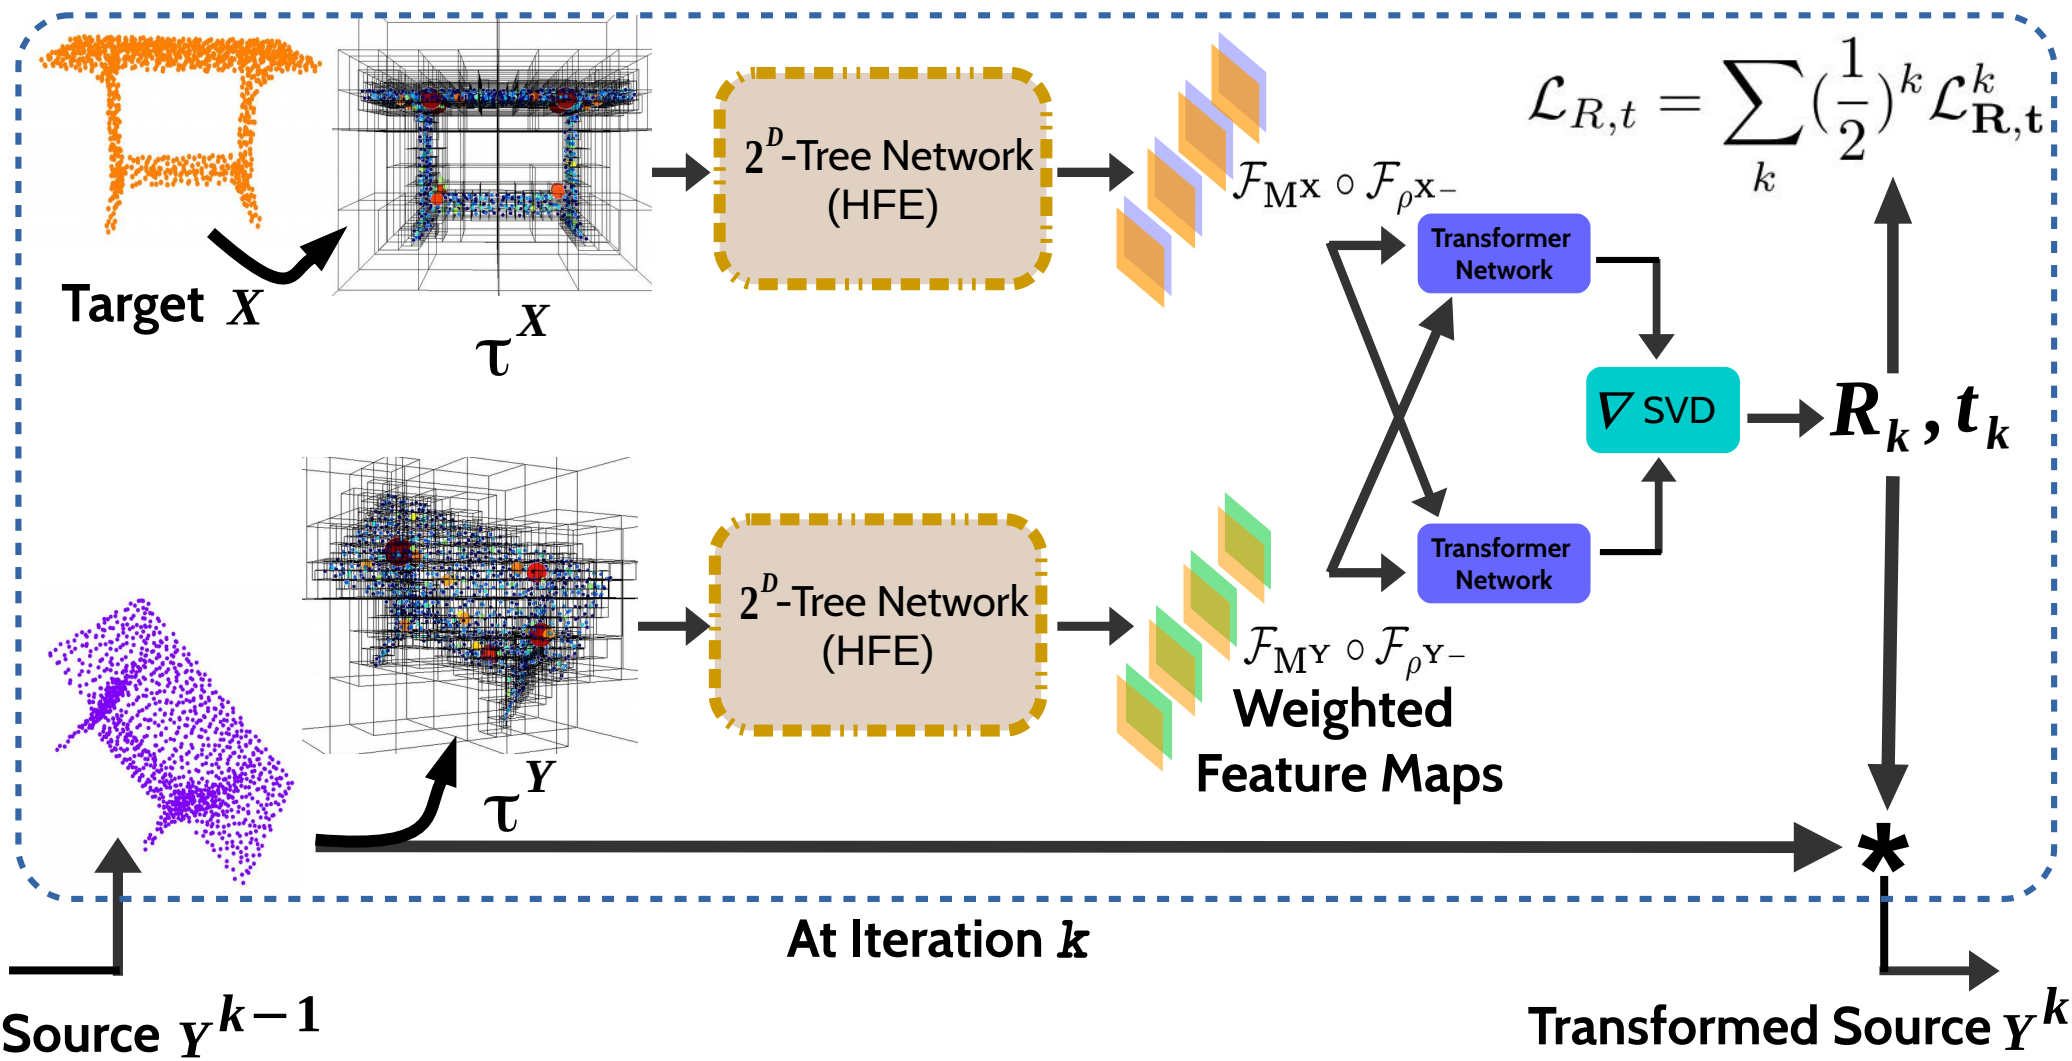 Target X
τ^X
2^D-Tree Network
(HFE)
F_{M^X} ∘ F_{ρ^{X-}}
Transformer
Network
L_{R,t} = ∑_k (1/2)^k L^k_{R,t}
∇ SVD
R_k, t_k
τ^Y
2^D-Tree Network
(HFE)
F_{M^Y} ∘ F_{ρ^{Y-}}
Weighted
Feature Maps
Transformer
Network
*
At Iteration k
Source Y^{k-1}
Transformed Source Y^k